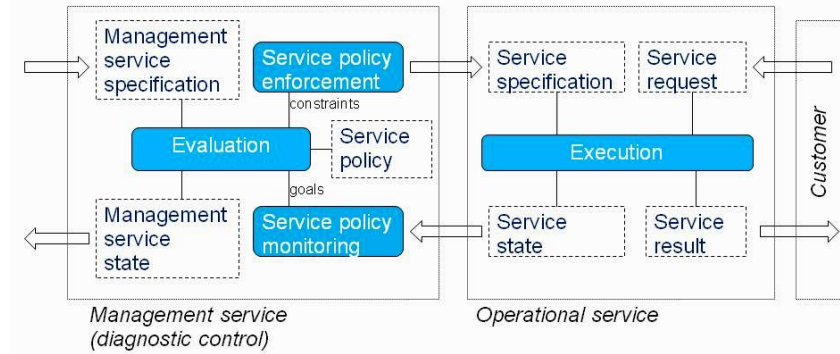 Management
service
specification
Service policy
enforcement
constraints
Evaluation
Service
policy
goals
Management
service
state
Service policy
monitoring
Management service
(diagnostic control)
Service
specification
Service
request
Execution
Service
state
Service
result
Operational service
Customer